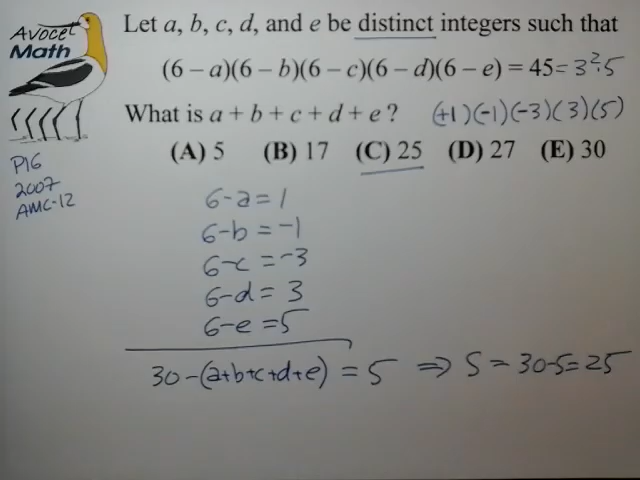 Avocet
Math
P16
2007
AMC-12
Let a, b, c, d, and e be distinct integers such that
(6 − a)(6 − b)(6 − c)(6 − d)(6 − e) = 45 = 3²·5
What is a + b + c + d + e ? (+1)(-1)(-3)(3)(5)
(A) 5 (B) 17 (C) 25 (D) 27 (E) 30
6-a = 1
6-b = -1
6-c = -3
6-d = 3
6-e = 5
30-(a+b+c+d+e) = 5 ⇒ S = 30-5 = 25